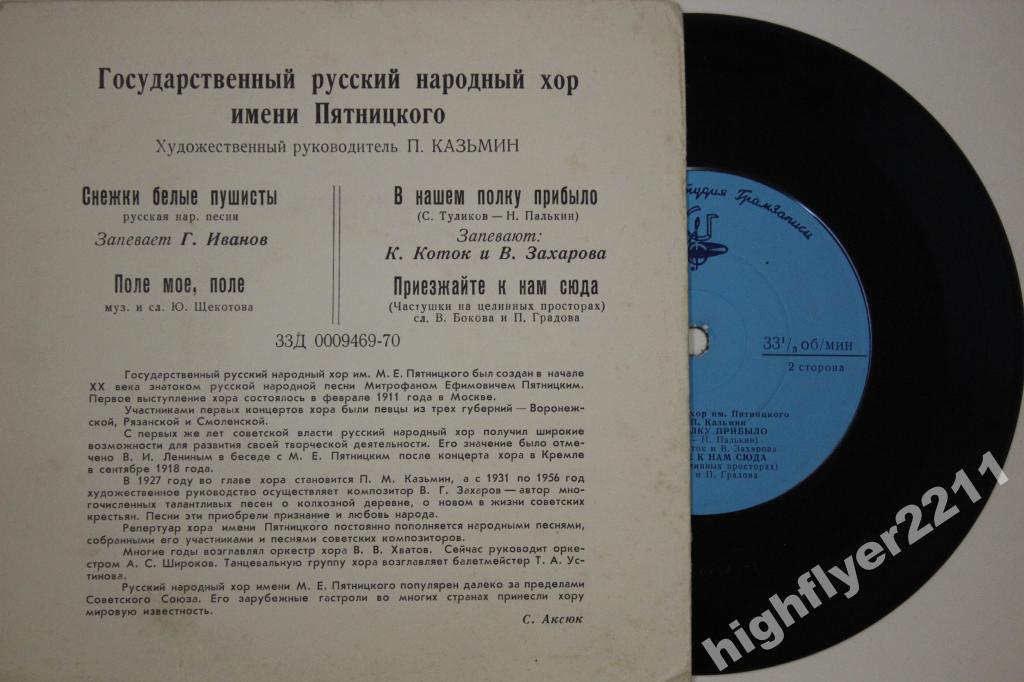 Государственный русский народный хор
имени Пятницкого
Художественный руководитель П. КАЗЬМИН
Снежки белые пушисты
русская нар. песня
Запевает Г. Иванов
Поле мое, поле
муз. и сл. Ю. Щекотова
В нашем полку прибыло
(С. Туликов — Н. Палькин)
Запевают:
К. Коток и В. Захарова
Приезжайте к нам сюда
(Частушки на целинных просторах)
сл. В. Бокова и П. Градова
33Д 0009469-70
Государственный русский народный хор им. М. Е. Пятницкого был создан в начале
XX века знатоком русской народной песни Митрофаном Ефимовичем Пятницким.
Первое выступление хора состоялось в феврале 1911 года в Москве.
Участниками первых концертов хора были певцы из трех губерний — Воронеж-
ской, Рязанской и Смоленской.
С первых же лет советской власти русский народный хор получил широкие
возможности для развития своей творческой деятельности. Его значение было отме-
чено В. И. Лениным в беседе с М. Е. Пятницким после концерта хора в Кремле
в сентябре 1918 года.
В 1927 году во главе хора становится П. М. Казьмин, а с 1931 по 1956 год
художественное руководство осуществляет композитор В. Г. Захаров — автор мно-
гочисленных талантливых песен о колхозной деревне, о новом в жизни советских
крестьян. Песни эти приобрели признание и любовь народа.
Репертуар хора имени Пятницкого постоянно пополняется народными песнями,
собранными его участниками и песнями советских композиторов.
Многие годы возглавлял оркестр хора В. В. Хватов. Сейчас руководит орке-
стром А. С. Широков. Танцевальную группу хора возглавляет балетмейстер Т. А. Ус-
тинова.
Русский народный хор имени М. Е. Пятницкого популярен далеко за пределами
Советского Союза. Его зарубежные гастроли во многих странах принесли хору
мировую известность.
С. Аксюк
тудия Грамзаписи
33 1/3 об/мин
2 сторона
хор им. Пятницкого
П. Казьмин
ЛКУ ПРИБЫЛО
Н. Палькин)
ток и В. Захарова
Е К НАМ СЮДА
линных просторах)
и П. Градова
highflyer2211